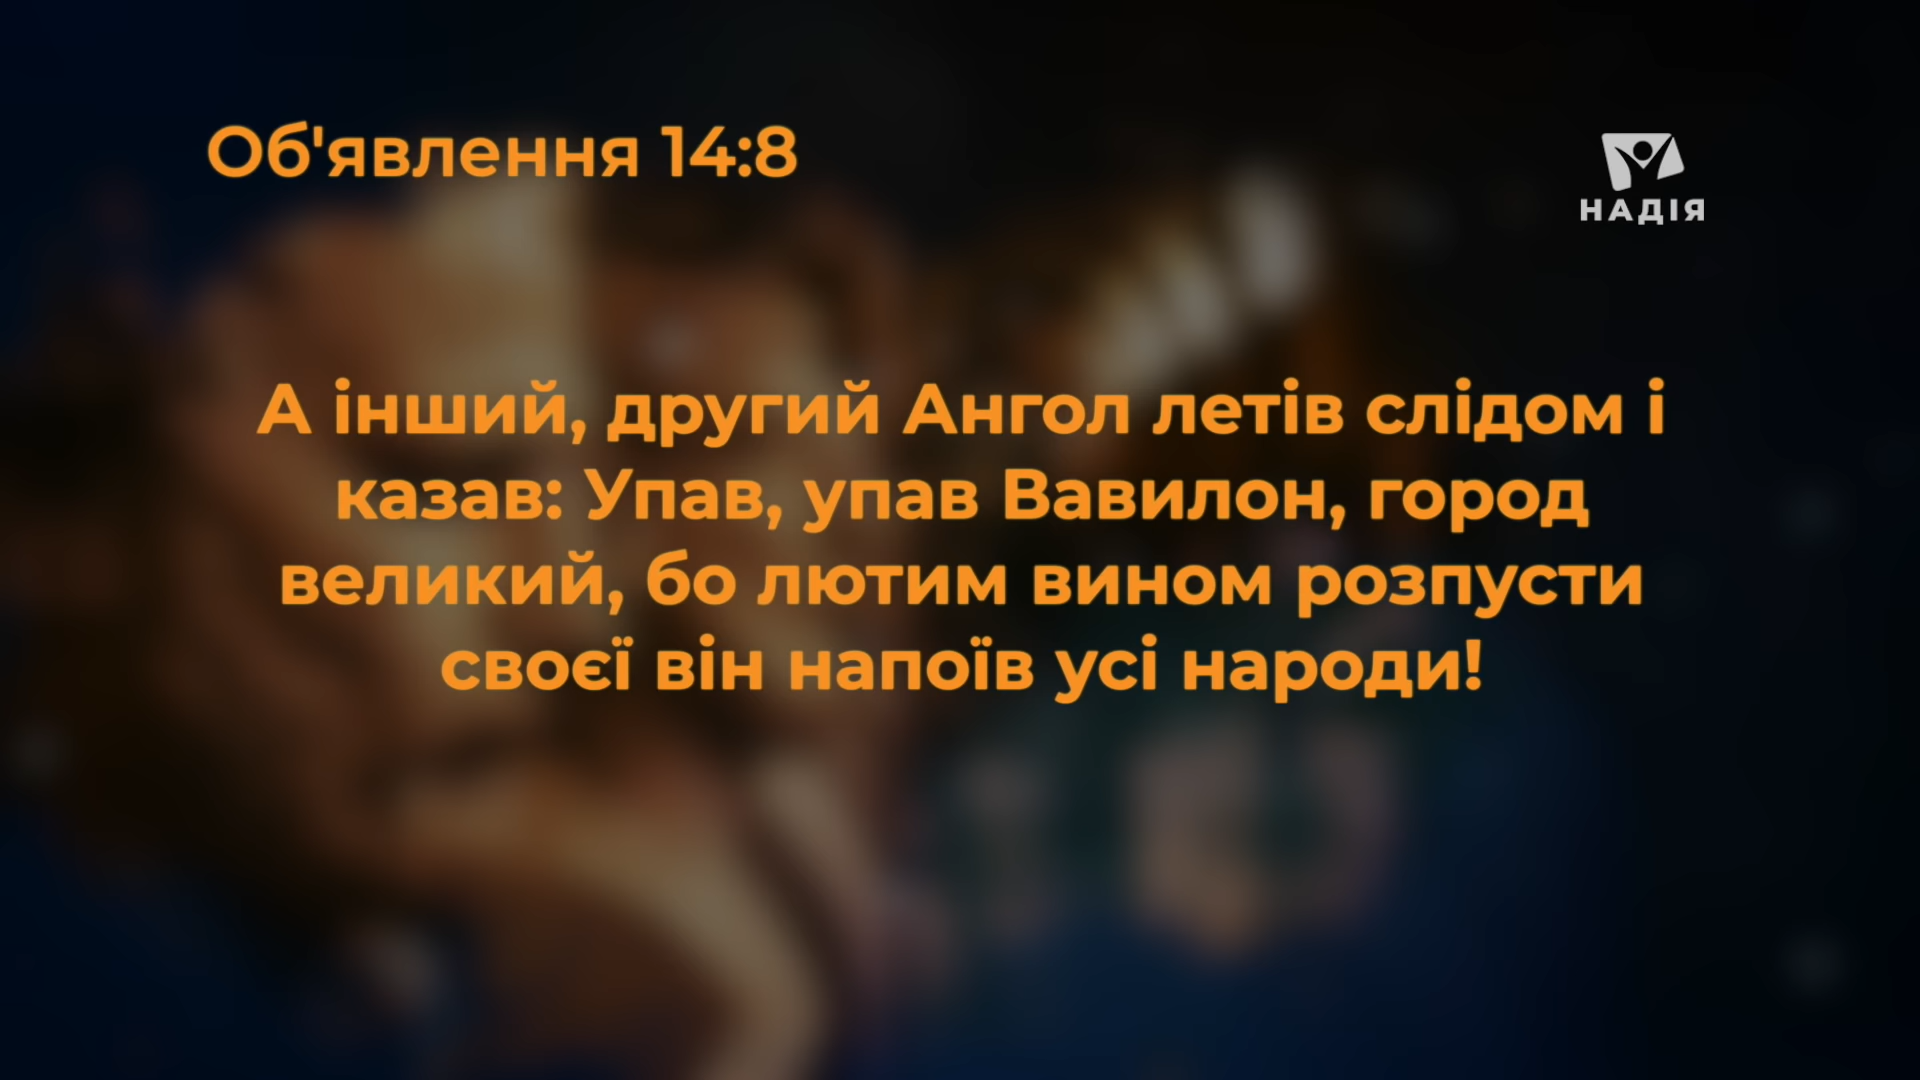 Об'явлення 14:8
НАДІЯ
А інший, другий Ангол летів слідом і
казав: Упав, упав Вавилон, город
великий, бо лютим вином розпусти
своєї він напоїв усі народи!